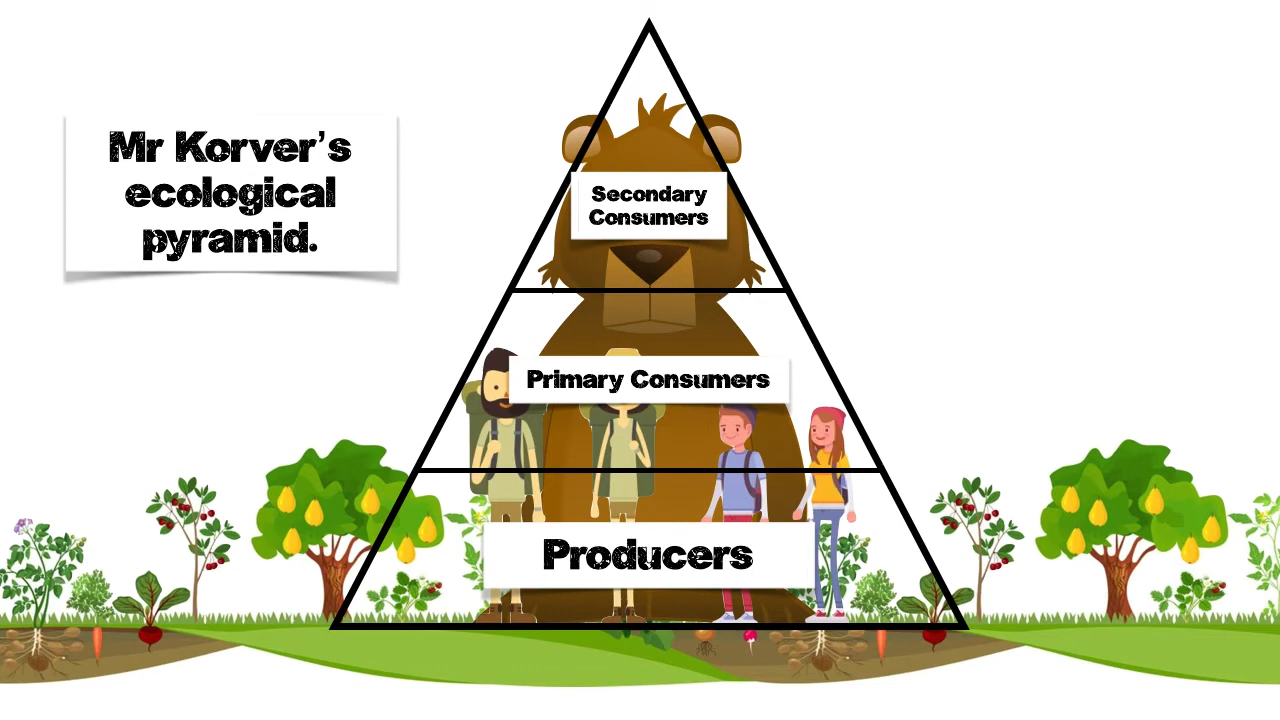 Mr Korver's
ecological
pyramid.
Secondary
Consumers
Primary Consumers
Producers